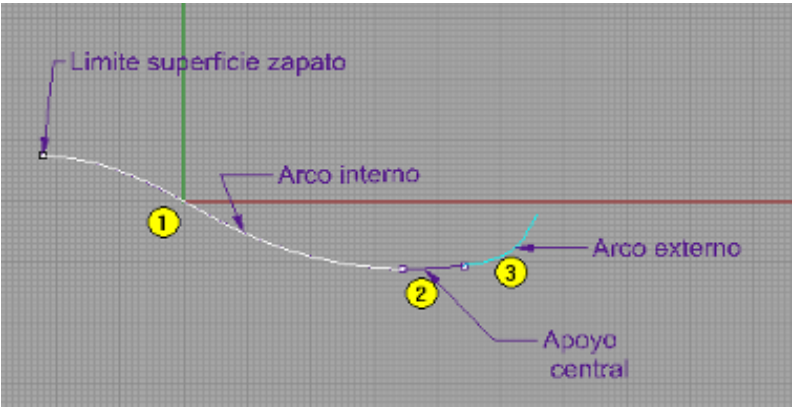 Limite superficie zapato
Arco interno
1
Arco externo
3
2
Apoyo
central